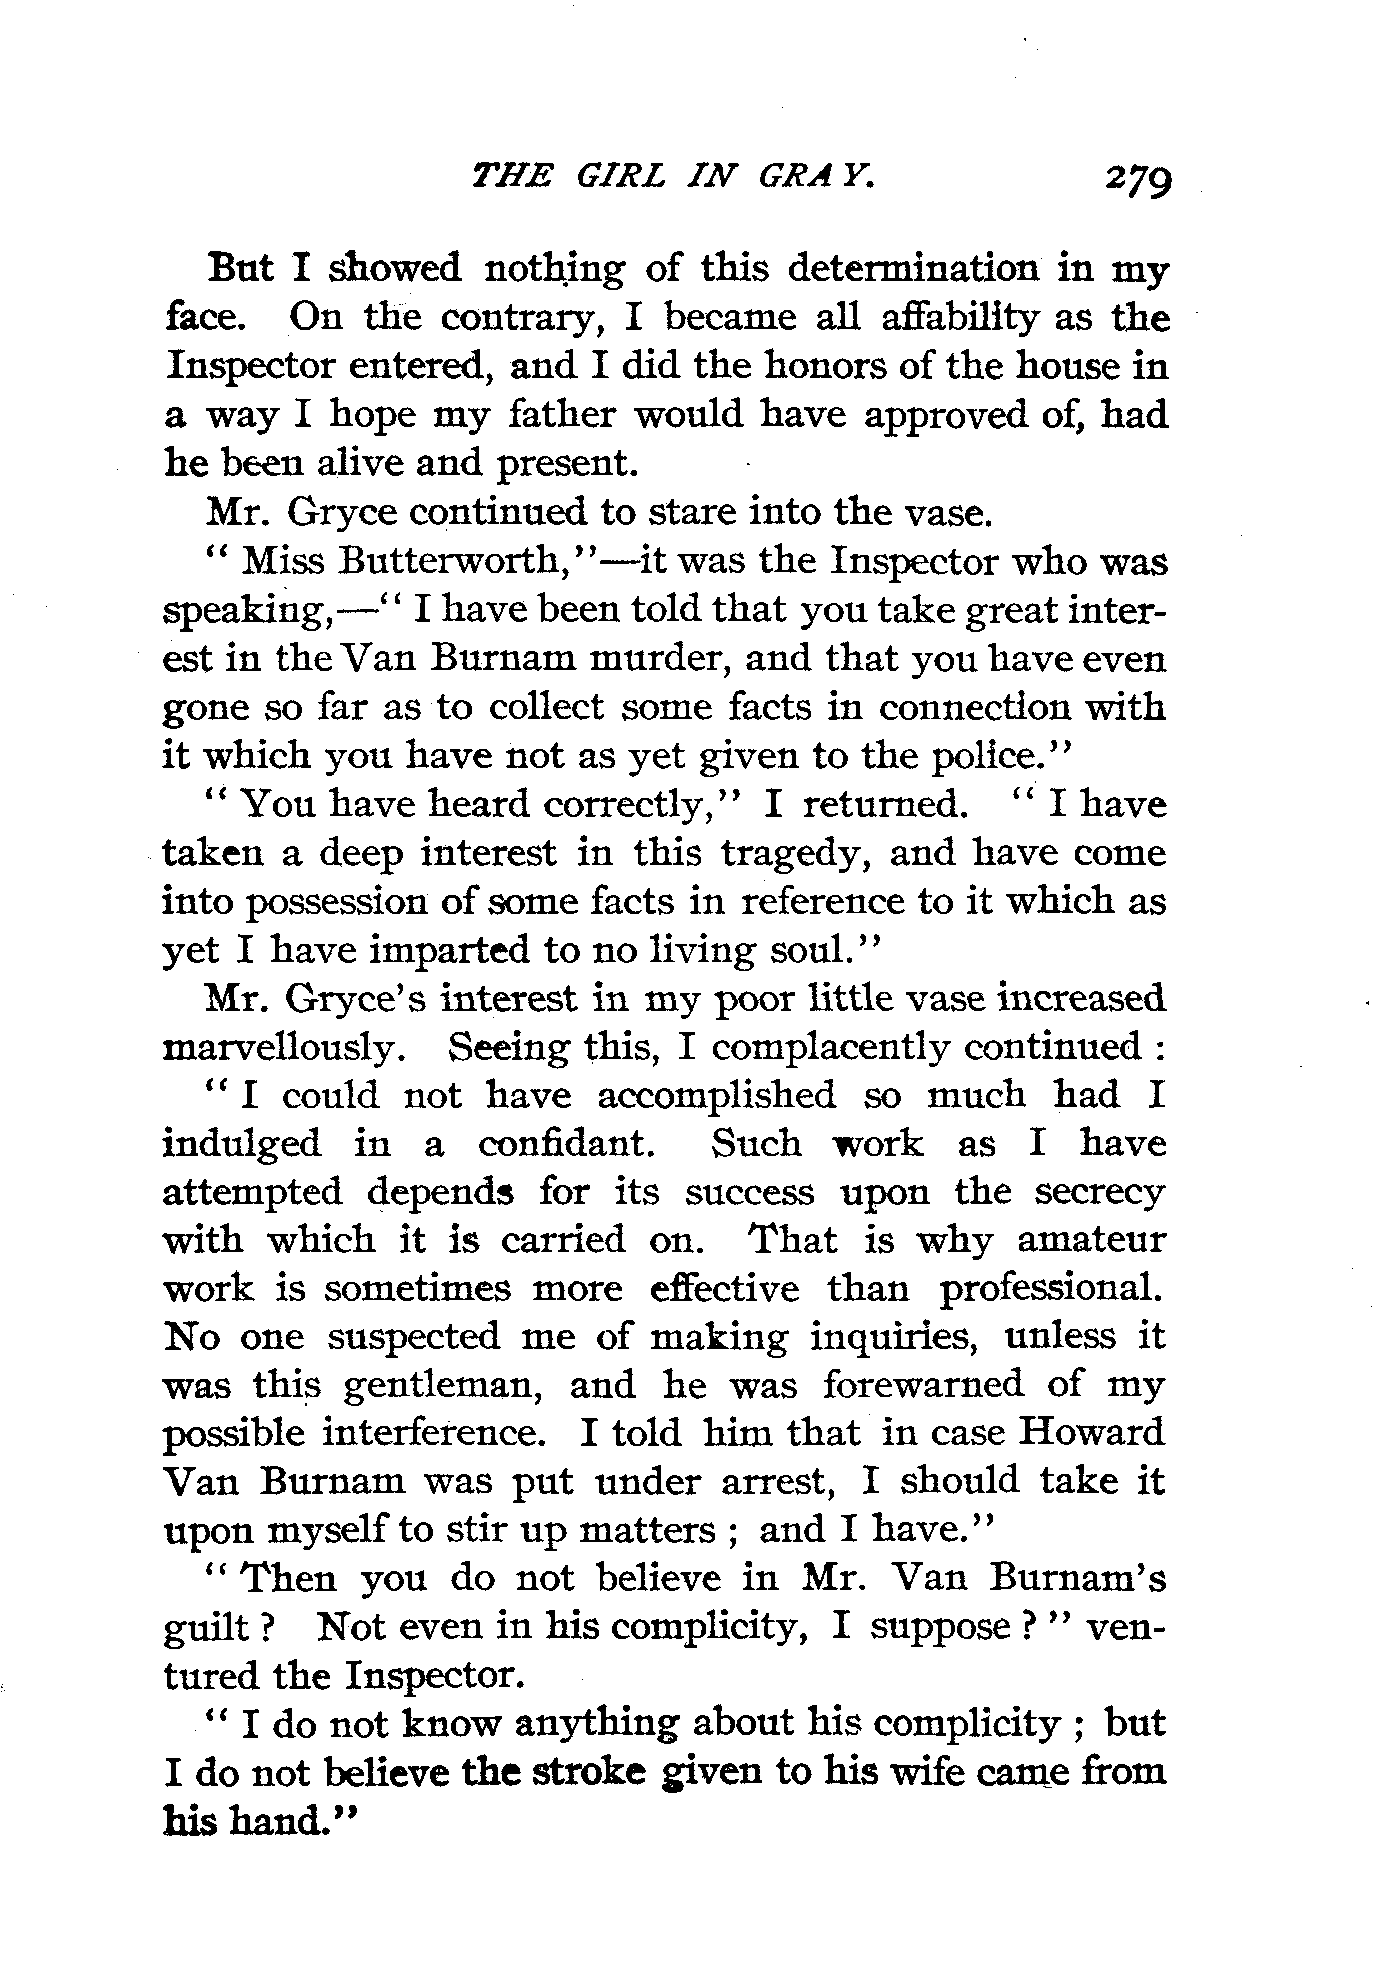 THE GIRL IN GRAY. 279
But I showed nothing of this determination in my
face. On the contrary, I became all affability as the
Inspector entered, and I did the honors of the house in
a way I hope my father would have approved of, had
he been alive and present.
Mr. Gryce continued to stare into the vase.
“ Miss Butterworth,”—it was the Inspector who was
speaking,—“ I have been told that you take great inter-
est in the Van Burnam murder, and that you have even
gone so far as to collect some facts in connection with
it which you have not as yet given to the police.”
“ You have heard correctly,” I returned. “ I have
taken a deep interest in this tragedy, and have come
into possession of some facts in reference to it which as
yet I have imparted to no living soul.”
Mr. Gryce’s interest in my poor little vase increased
marvellously. Seeing this, I complacently continued :
“ I could not have accomplished so much had I
indulged in a confidant. Such work as I have
attempted depends for its success upon the secrecy
with which it is carried on. That is why amateur
work is sometimes more effective than professional.
No one suspected me of making inquiries, unless it
was this gentleman, and he was forewarned of my
possible interference. I told him that in case Howard
Van Burnam was put under arrest, I should take it
upon myself to stir up matters ; and I have.”
“ Then you do not believe in Mr. Van Burnam’s
guilt ? Not even in his complicity, I suppose ? ” ven-
tured the Inspector.
“ I do not know anything about his complicity ; but
I do not believe the stroke given to his wife came from
his hand.”